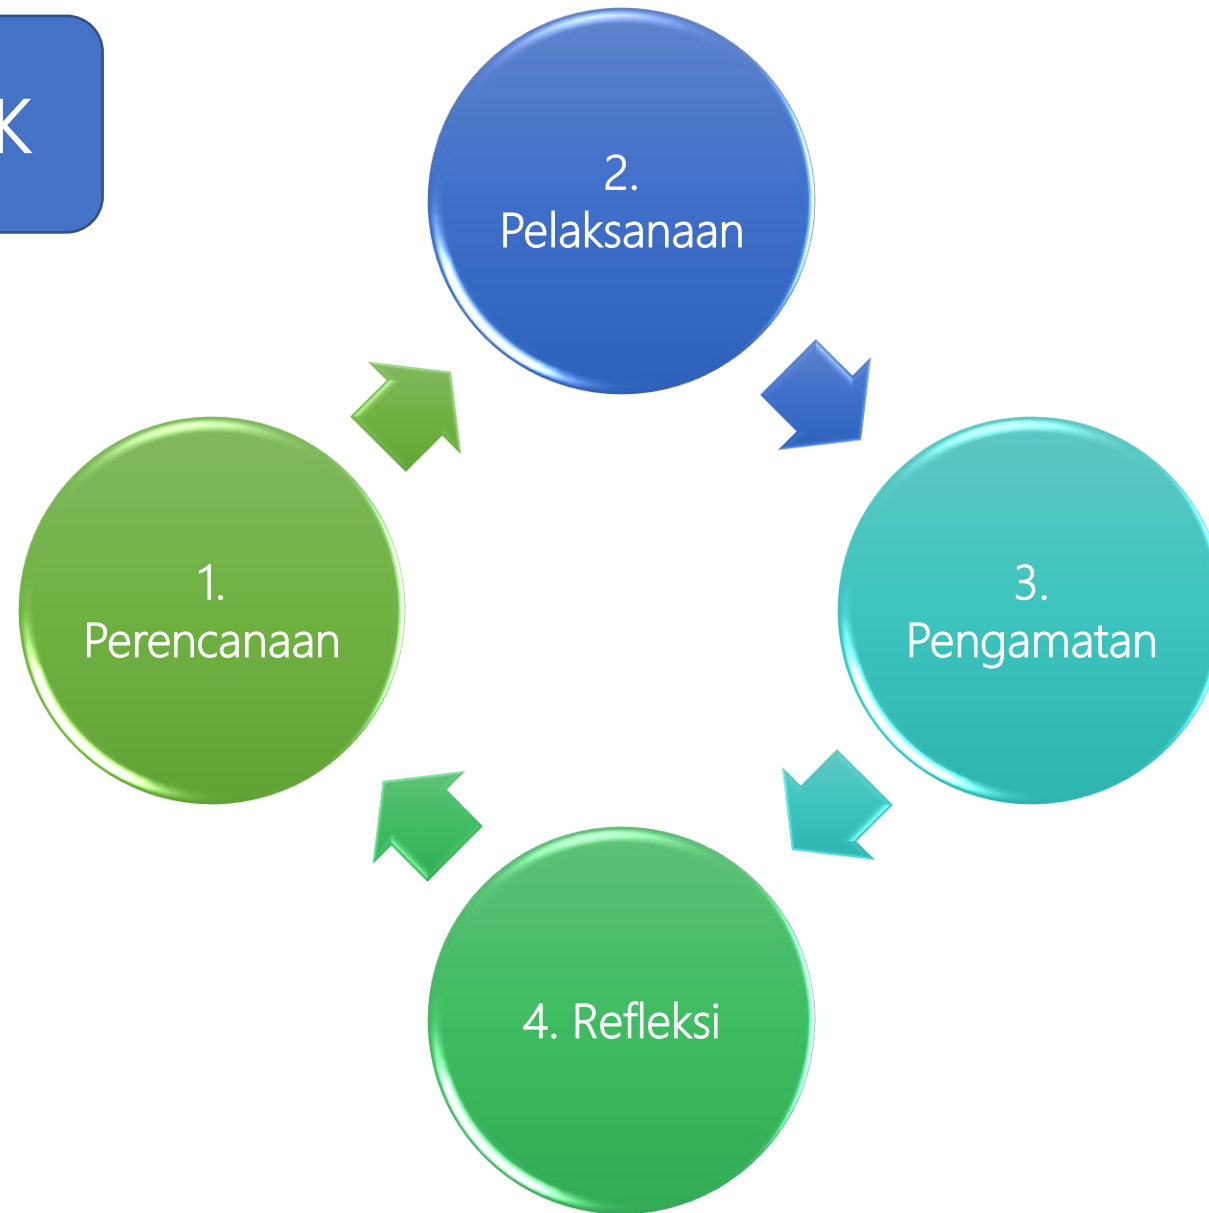 K
2.
Pelaksanaan
1.
Perencanaan
3.
Pengamatan
4. Refleksi